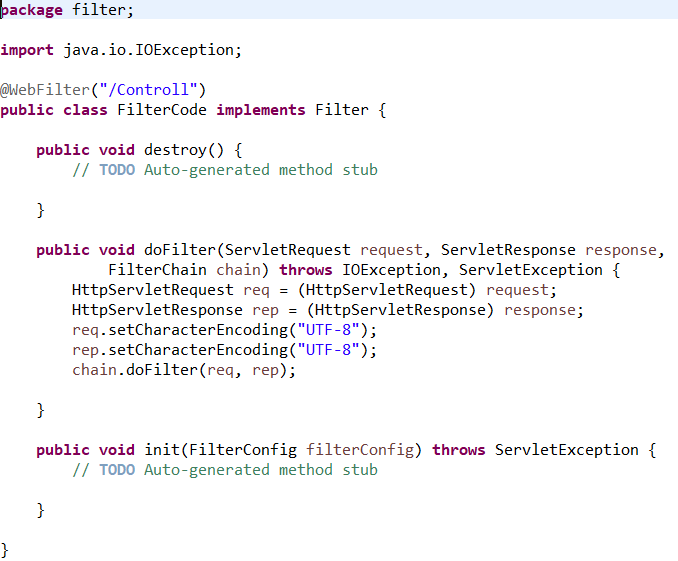 package filter;
import java.io.IOException;
@WebFilter("/Controll")
public class FilterCode implements Filter {
    public void destroy() {
        // TODO Auto-generated method stub
    }
    public void doFilter(ServletRequest request, ServletResponse response,
            FilterChain chain) throws IOException, ServletException {
        HttpServletRequest req = (HttpServletRequest) request;
        HttpServletResponse rep = (HttpServletResponse) response;
        req.setCharacterEncoding("UTF-8");
        rep.setCharacterEncoding("UTF-8");
        chain.doFilter(req, rep);
    }
    public void init(FilterConfig filterConfig) throws ServletException {
        // TODO Auto-generated method stub
    }
}